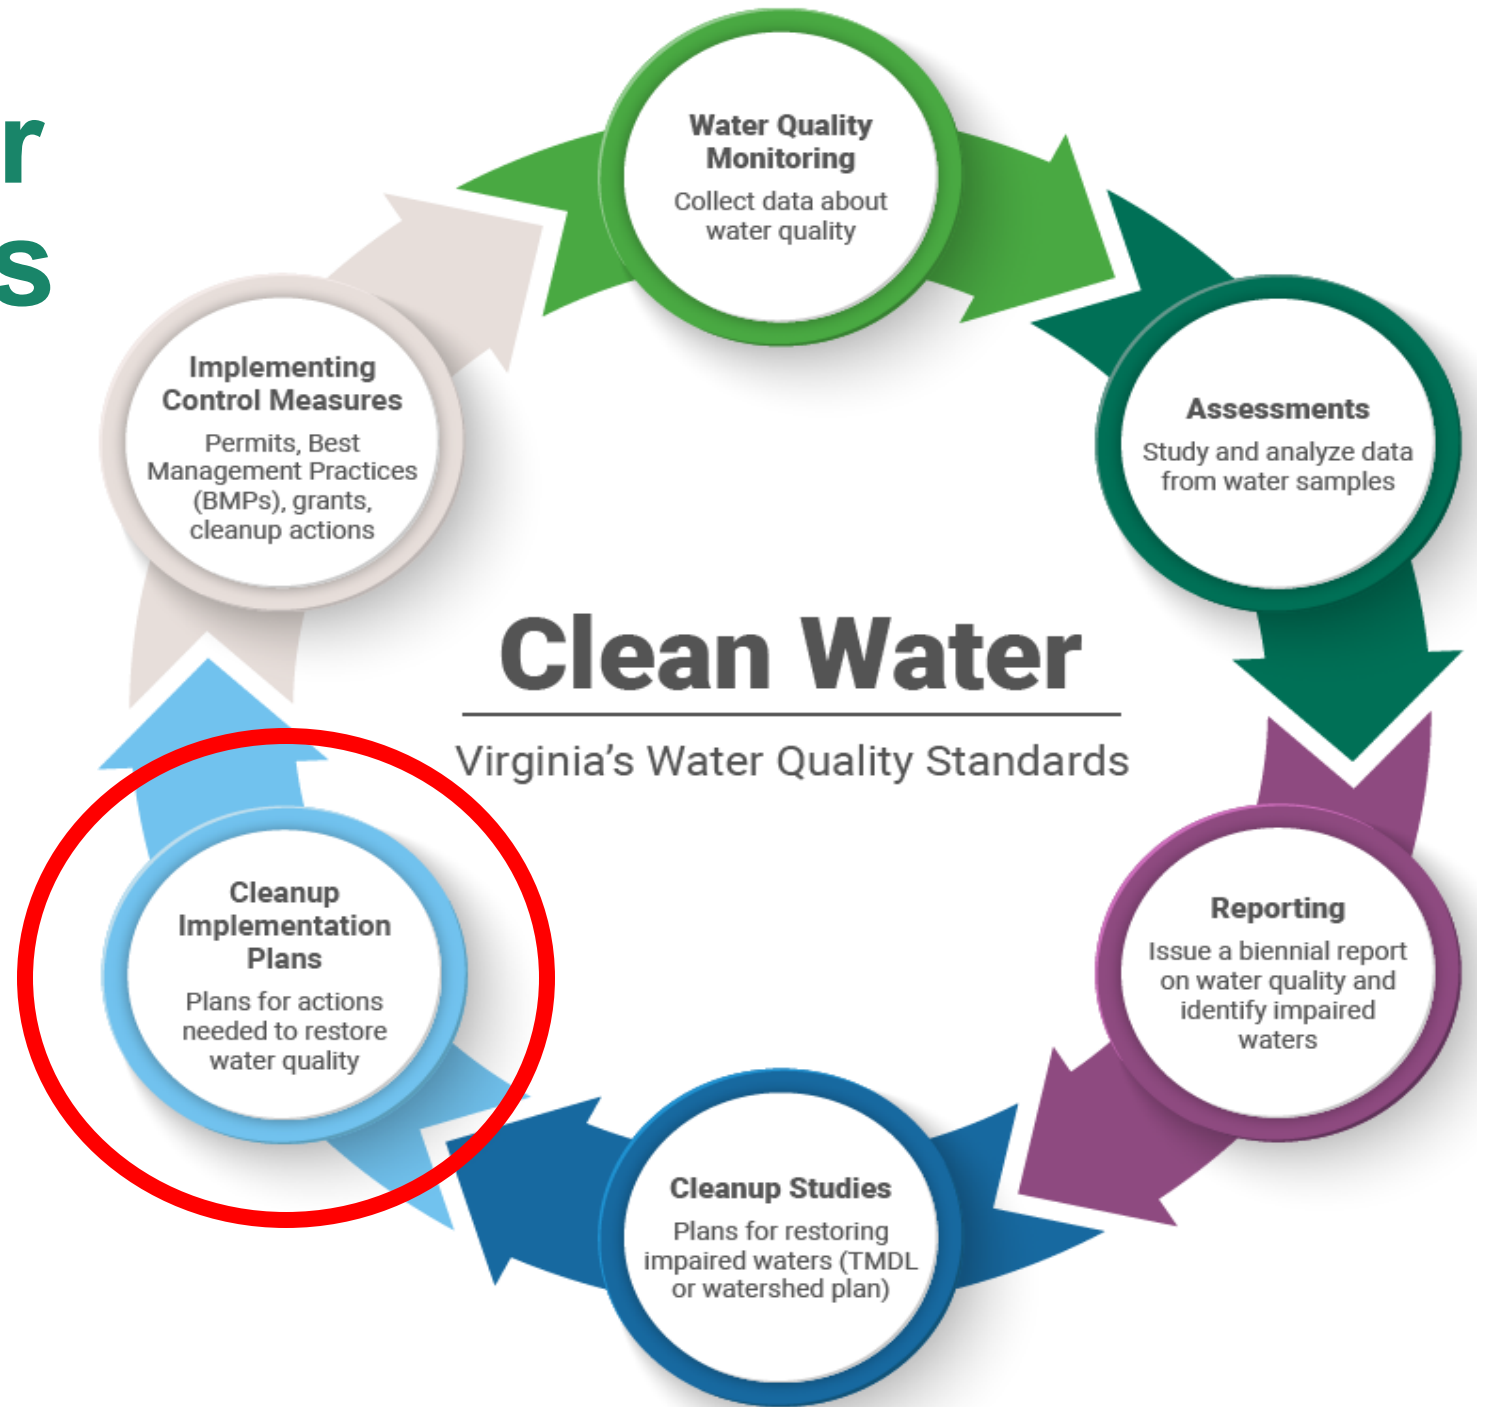 r
s
Water Quality
Monitoring
Collect data about
water quality
Assessments
Study and analyze data
from water samples
Reporting
Issue a biennial report
on water quality and
identify impaired
waters
Cleanup Studies
Plans for restoring
impaired waters (TMDL
or watershed plan)
Cleanup
Implementation
Plans
Plans for actions
needed to restore
water quality
Implementing
Control Measures
Permits, Best
Management Practices
(BMPs), grants,
cleanup actions
Clean Water
Virginia’s Water Quality Standards